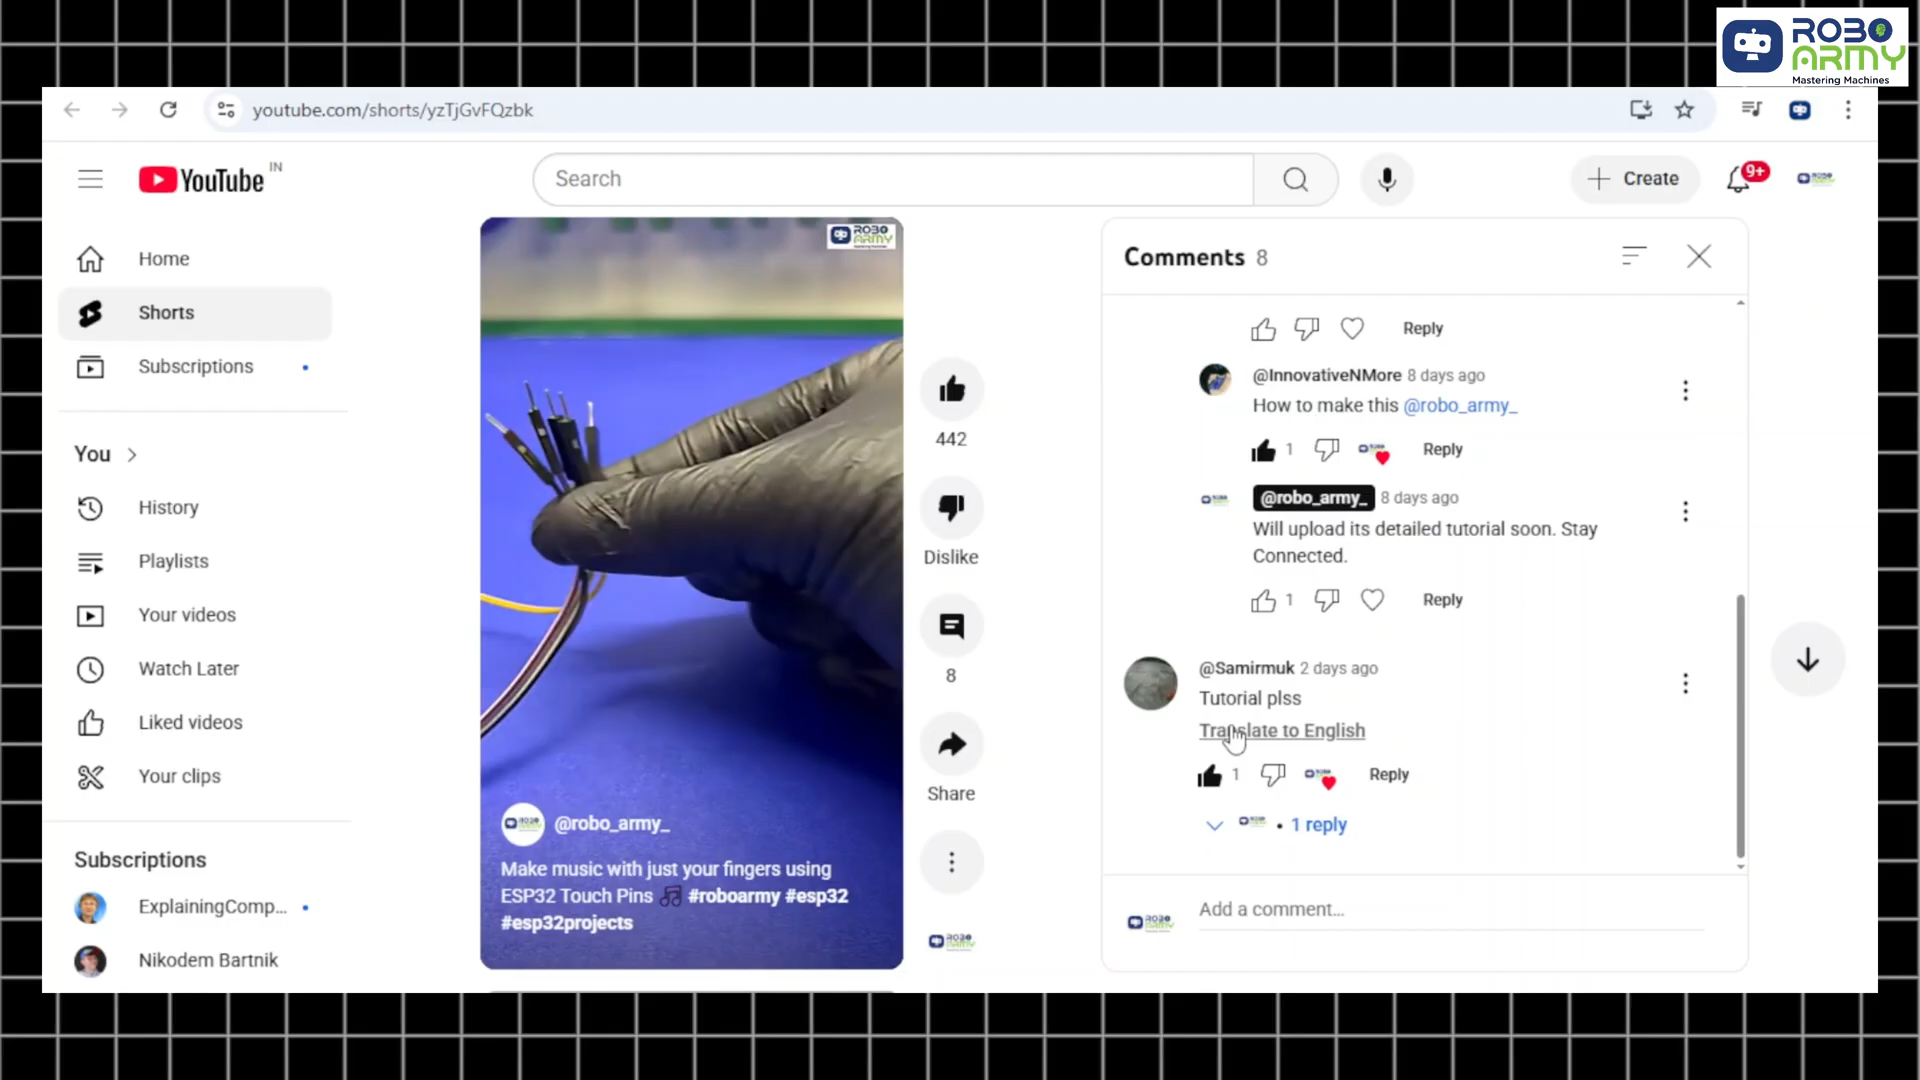 ROBO
ARMY
Mastering Machines
youtube.com/shorts/yzTjGvFQzbk
YouTube IN
Search
Create
9+
Home
Shorts
Subscriptions
You
History
Playlists
Your videos
Watch Later
Liked videos
Your clips
Subscriptions
ExplainingComp...
Nikodem Bartnik
ROBO
ARMY
@robo_army_
Make music with just your fingers using
ESP32 Touch Pins #roboarmy #esp32
#esp32projects
442
Dislike
8
Share
Comments 8
Reply
@InnovativeNMore 8 days ago
How to make this @robo_army_
1 Reply
@robo_army_ 8 days ago
Will upload its detailed tutorial soon. Stay
Connected.
1 Reply
@Samirmuk 2 days ago
Tutorial plss
Translate to English
1 Reply
• 1 reply
Add a comment...